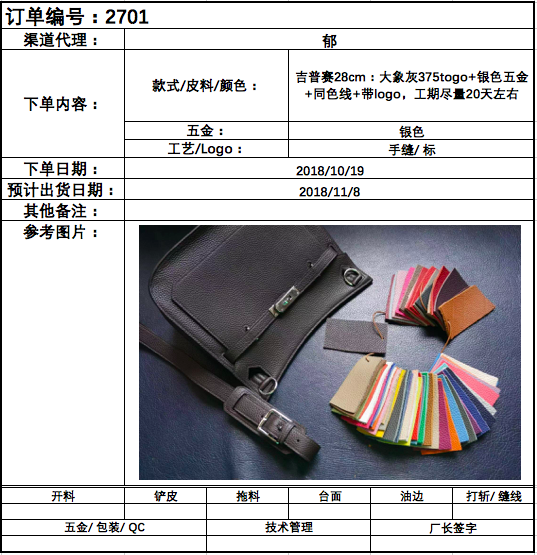 订单编号：2701
渠道代理： 郁
下单内容：
款式/皮料/颜色： 吉普赛28cm：大象灰375togo+银色五金
+同色线+带logo，工期尽量20天左右
五金： 银色
工艺/Logo： 手缝/ 标
下单日期： 2018/10/19
预计出货日期： 2018/11/8
其他备注：
参考图片：
开料 铲皮 拖料 台面 油边 打斩/ 缝线
五金/ 包装/ QC 技术管理 厂长签字